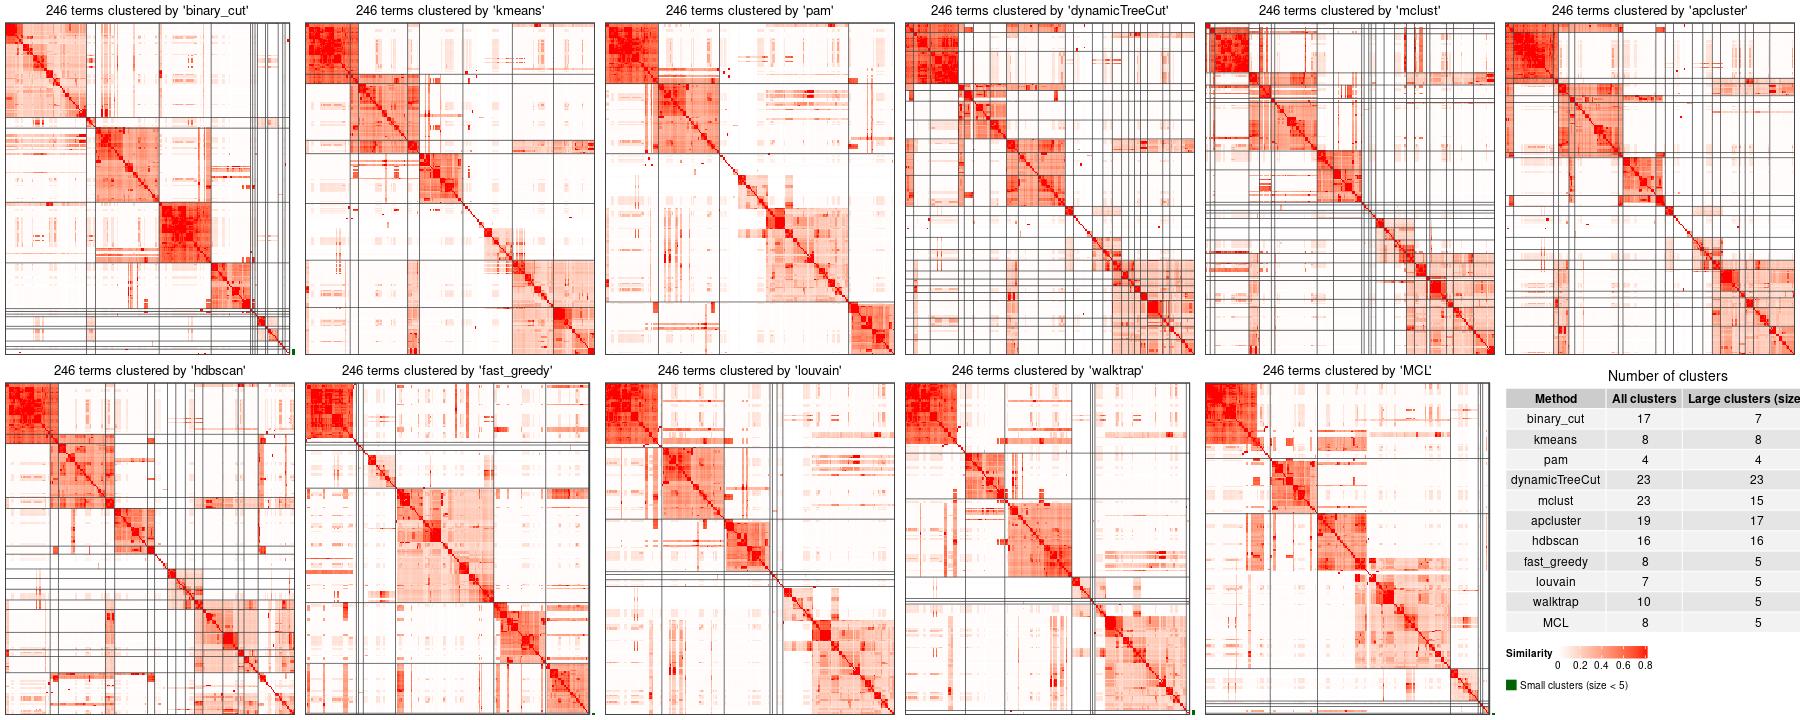 246 terms clustered by 'binary_cut'
246 terms clustered by 'kmeans'
246 terms clustered by 'pam'
246 terms clustered by 'dynamicTreeCut'
246 terms clustered by 'mclust'
246 terms clustered by 'apcluster'
246 terms clustered by 'hdbscan'
246 terms clustered by 'fast_greedy'
246 terms clustered by 'louvain'
246 terms clustered by 'walktrap'
246 terms clustered by 'MCL'
Number of clusters
Method All clusters Large clusters (size
binary_cut 17 7
kmeans 8 8
pam 4 4
dynamicTreeCut 23 23
mclust 23 15
apcluster 19 17
hdbscan 16 16
fast_greedy 8 5
louvain 7 5
walktrap 10 5
MCL 8 5
Similarity
0 0.2 0.4 0.6 0.8
Small clusters (size < 5)